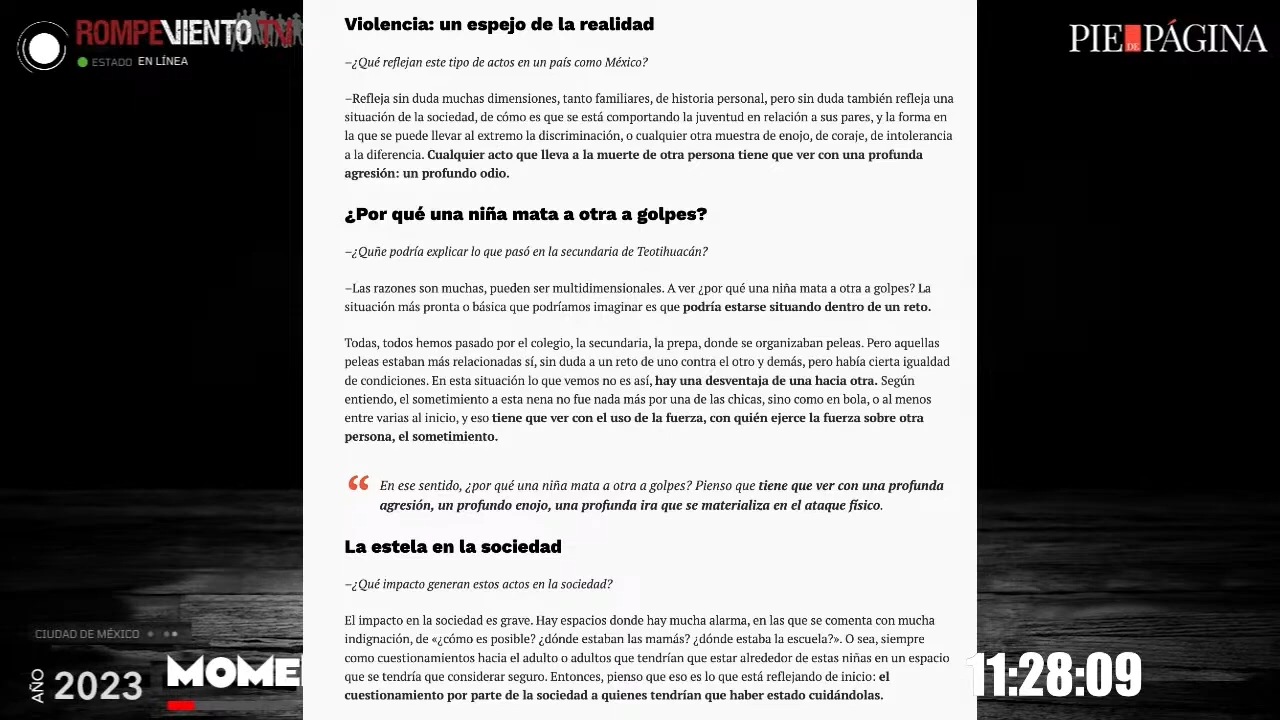 ROMPEVIENTO TV
ESTADO EN LÍNEA
PIE DE PÁGINA
Violencia: un espejo de la realidad
–¿Qué reflejan este tipo de actos en un país como México?
–Refleja sin duda muchas dimensiones, tanto familiares, de historia personal, pero sin duda también refleja una
situación de la sociedad, de cómo es que se está comportando la juventud en relación a sus pares, y la forma en
la que se puede llevar al extremo la discriminación, o cualquier otra muestra de enojo, de coraje, de intolerancia
a la diferencia. Cualquier acto que lleva a la muerte de otra persona tiene que ver con una profunda
agresión: un profundo odio.
¿Por qué una niña mata a otra a golpes?
–¿Quñe podría explicar lo que pasó en la secundaria de Teotihuacán?
–Las razones son muchas, pueden ser multidimensionales. A ver ¿por qué una niña mata a otra a golpes? La
situación más pronta o básica que podríamos imaginar es que podría estarse situando dentro de un reto.
Todas, todos hemos pasado por el colegio, la secundaria, la prepa, donde se organizaban peleas. Pero aquellas
peleas estaban más relacionadas sí, sin duda a un reto de uno contra el otro y demás, pero había cierta igualdad
de condiciones. En esta situación lo que vemos no es así, hay una desventaja de una hacia otra. Según
entiendo, el sometimiento a esta nena no fue nada más por una de las chicas, sino como en bola, o al menos
entre varias al inicio, y eso tiene que ver con el uso de la fuerza, con quién ejerce la fuerza sobre otra
persona, el sometimiento.
“ En ese sentido, ¿por qué una niña mata a otra a golpes? Pienso que tiene que ver con una profunda
agresión, un profundo enojo, una profunda ira que se materializa en el ataque físico.
La estela en la sociedad
–¿Qué impacto generan estos actos en la sociedad?
El impacto en la sociedad es grave. Hay espacios donde hay mucha alarma, en las que se comenta con mucha
indignación, de «¿cómo es posible? ¿dónde estaban las mamás? ¿dónde estaba la escuela?». O sea, siempre
como cuestionamientos hacia el adulto o adultos que tendrían que estar alrededor de estas niñas en un espacio
que se tendría que considerar seguro. Entonces, pienso que eso es lo que está reflejando de inicio: el
cuestionamiento por parte de la sociedad a quienes tendrían que haber estado cuidándolas.
CIUDAD DE MÉXICO
AÑO 2023
MOME
11:28:09